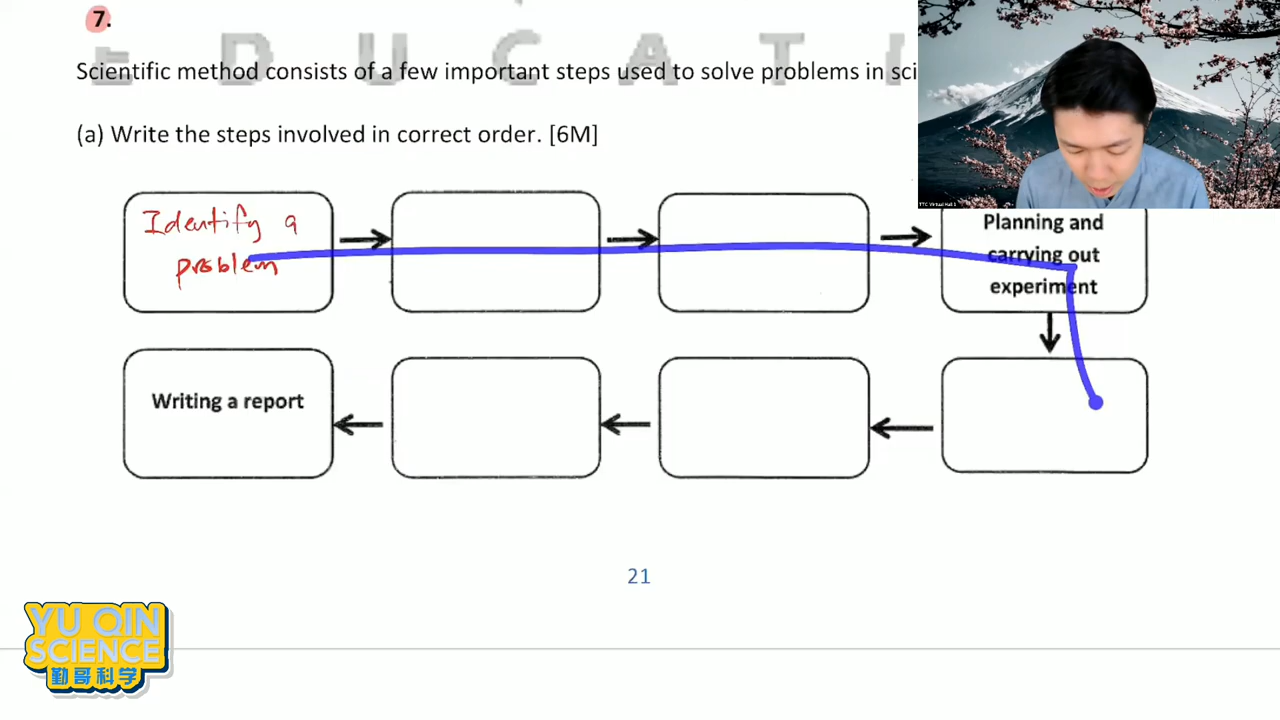 7.
EDUCATI
Scientific method consists of a few important steps used to solve problems in sci
(a) Write the steps involved in correct order. [6M]
Identify a
problem
Planning and
carrying out
experiment
Writing a report
21
YU QIN
SCIENCE
勤哥科学